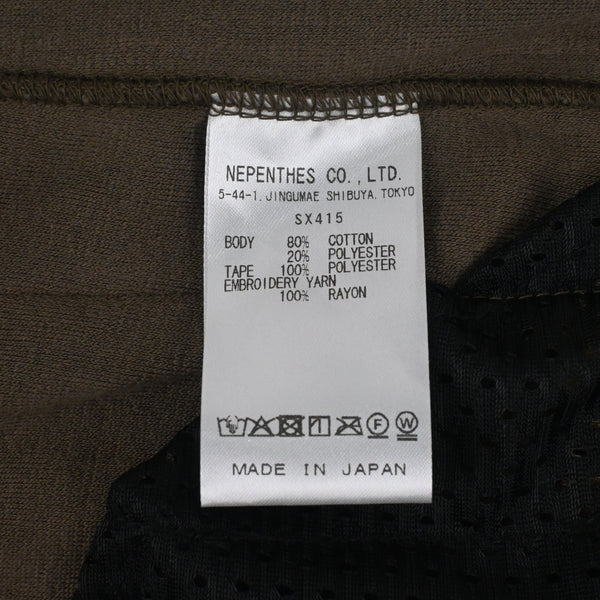 NEPENTHES CO.,LTD.
5-44-1.JINGUMAE SHIBUYA.TOKYO
SX415
BODY 80% COTTON
20% POLYESTER
TAPE 100% POLYESTER
EMBROIDERY YARN
100% RAYON
F W
MADE IN JAPAN